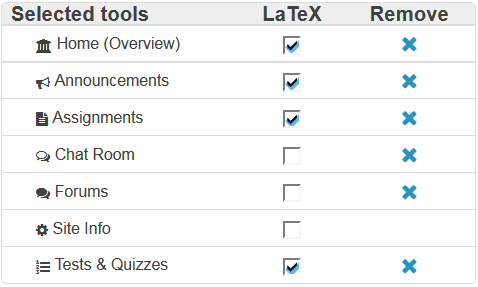 Selected tools LaTeX Remove
Home (Overview)
Announcements
Assignments
Chat Room
Forums
Site Info
Tests & Quizzes